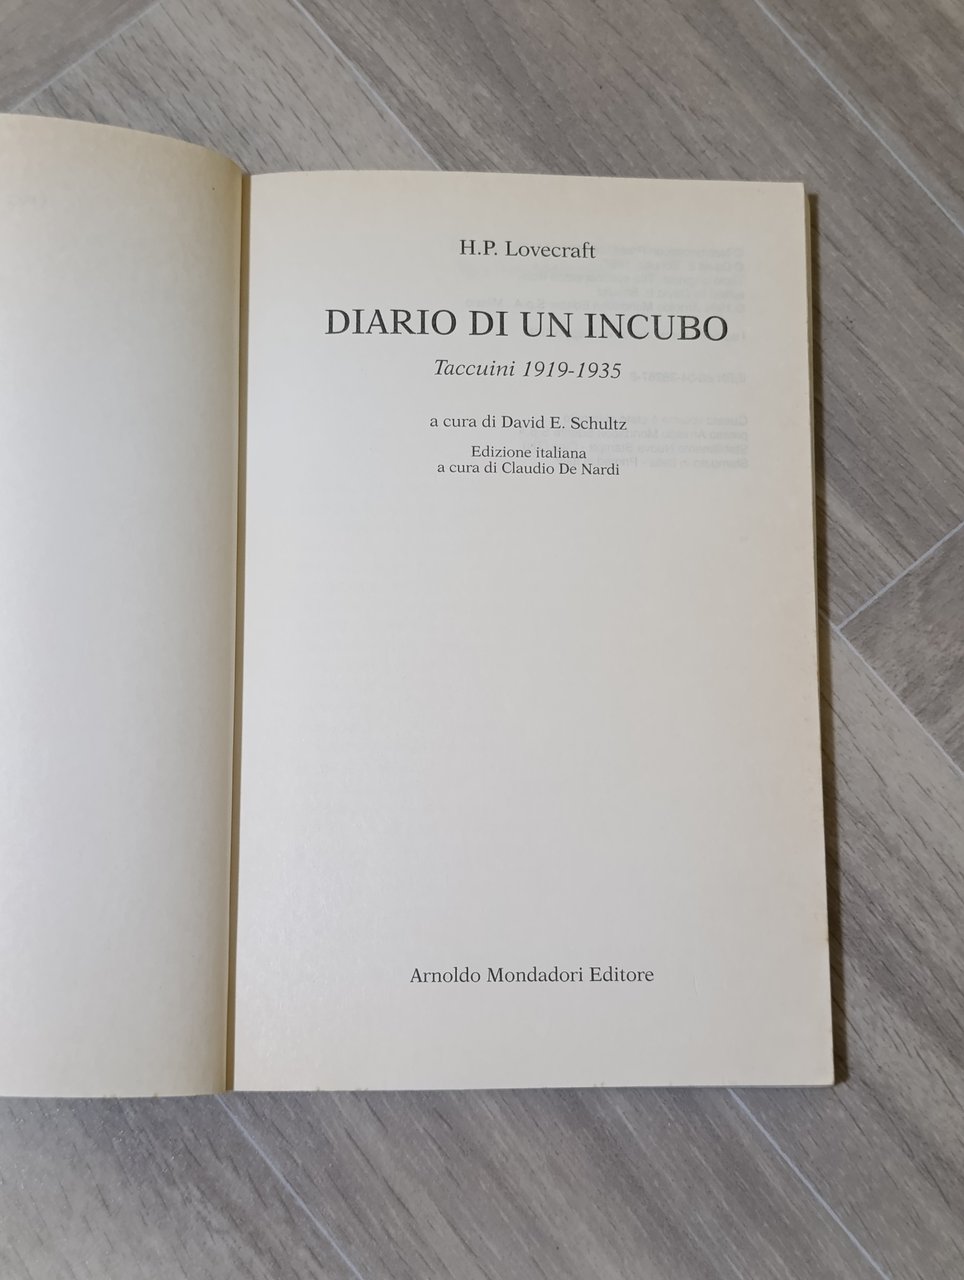 H.P. Lovecraft
DIARIO DI UN INCUBO
Taccuini 1919-1935
a cura di David E. Schultz
Edizione italiana
a cura di Claudio De Nardi
Arnoldo Mondadori Editore